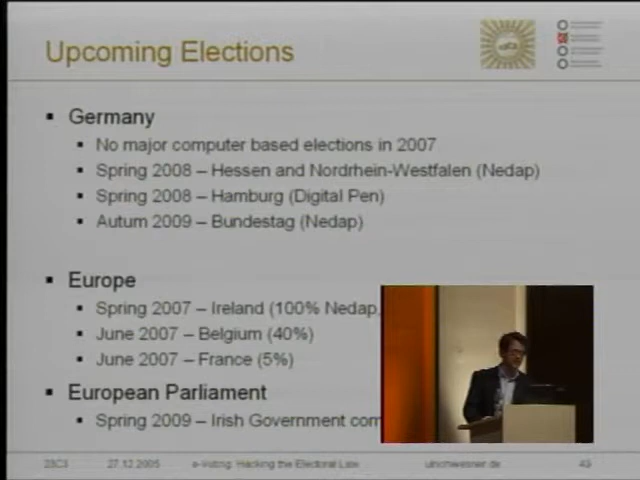 Upcoming Elections
Germany
No major computer based elections in 2007
Spring 2008 – Hessen and Nordrhein-Westfalen (Nedap)
Spring 2008 – Hamburg (Digital Pen)
Autum 2009 – Bundestag (Nedap)
Europe
Spring 2007 – Ireland (100% Nedap,
June 2007 – Belgium (40%)
June 2007 – France (5%)
European Parliament
Spring 2009 – Irish Government com
23C3 27.12.2006 e-Voting: Hacking the Electoral Law ulrichwiesner.de 43